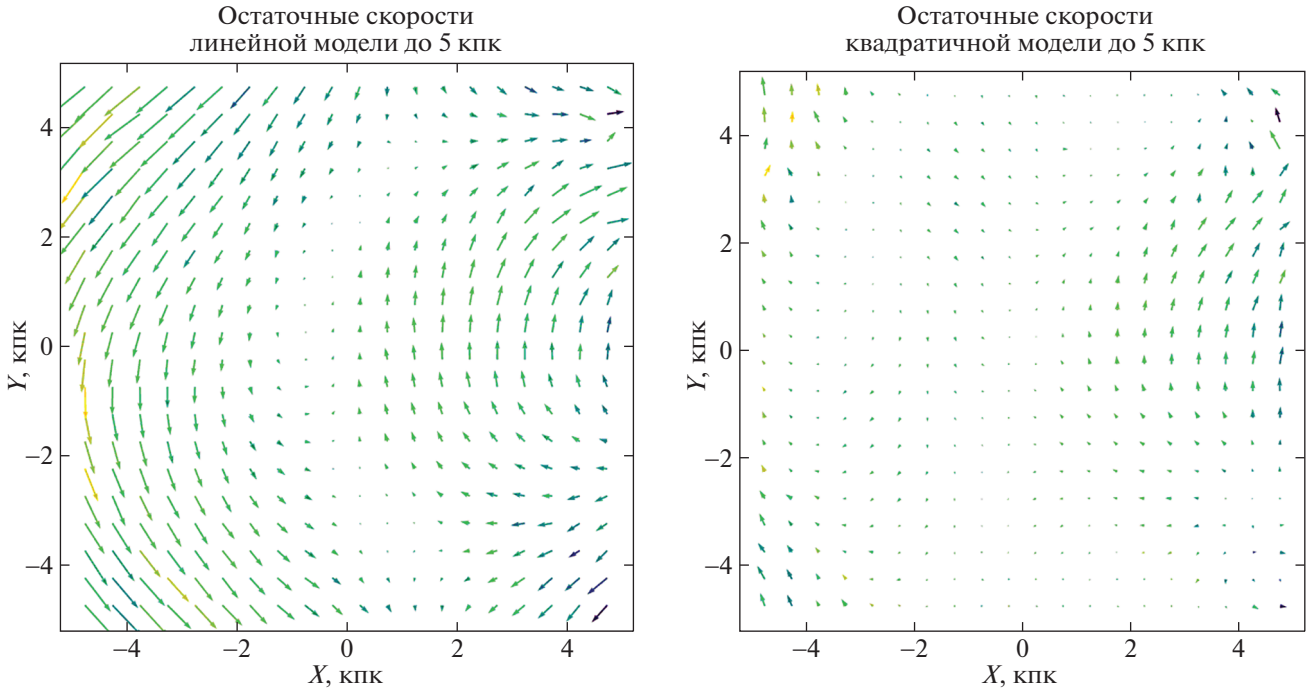 Остаточные скорости
линейной модели до 5 кпк
4
2
0
−2
−4
Y, кпк
−4 −2 0 2 4
X, кпк
Остаточные скорости
квадратичной модели до 5 кпк
4
2
0
−2
−4
Y, кпк
−4 −2 0 2 4
X, кпк